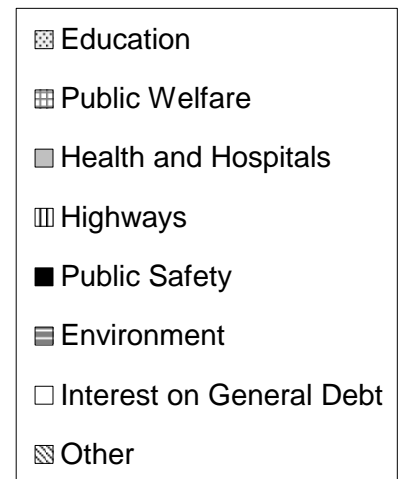 Education
Public Welfare
Health and Hospitals
Highways
Public Safety
Environment
Interest on General Debt
Other